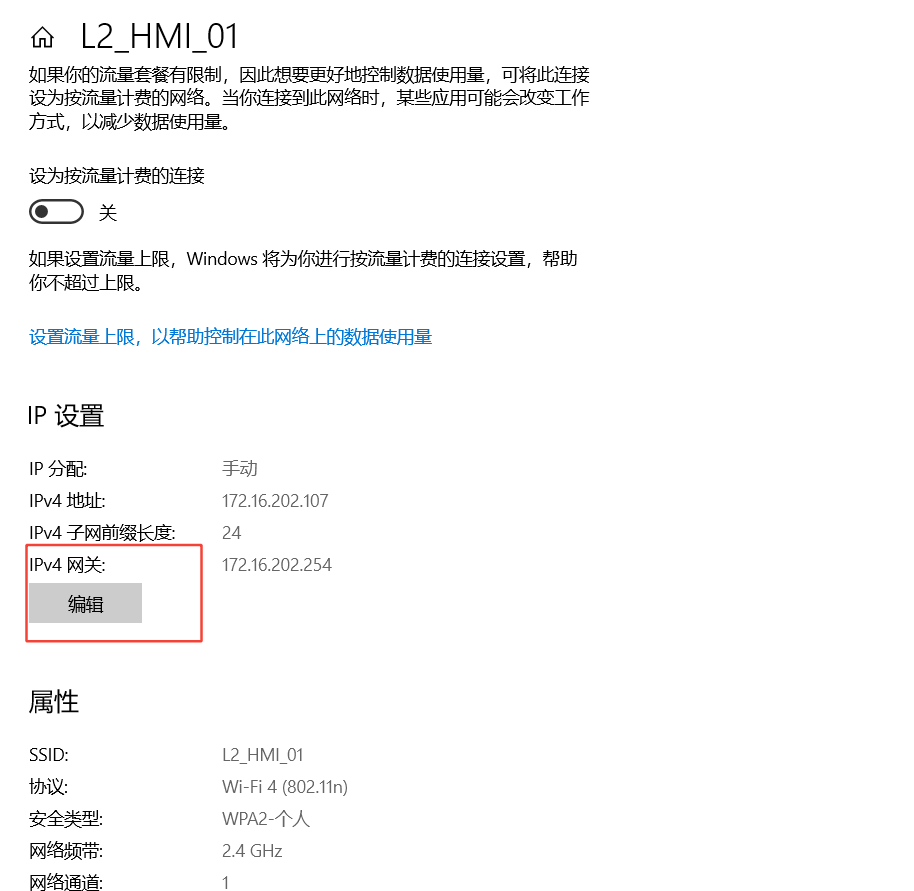 L2_HMI_01
如果你的流量套餐有限制，因此想要更好地控制数据使用量，可将此连接
设为按流量计费的网络。当你连接到此网络时，某些应用可能会改变工作
方式，以减少数据使用量。
设为按流量计费的连接
关
如果设置流量上限，Windows 将为你进行按流量计费的连接设置，帮助
你不超过上限。
设置流量上限，以帮助控制在此网络上的数据使用量
IP 设置
IP 分配: 手动
IPv4 地址: 172.16.202.107
IPv4 子网前缀长度: 24
IPv4 网关: 172.16.202.254
编辑
属性
SSID: L2_HMI_01
协议: Wi-Fi 4 (802.11n)
安全类型: WPA2-个人
网络频带: 2.4 GHz
网络通道: 1